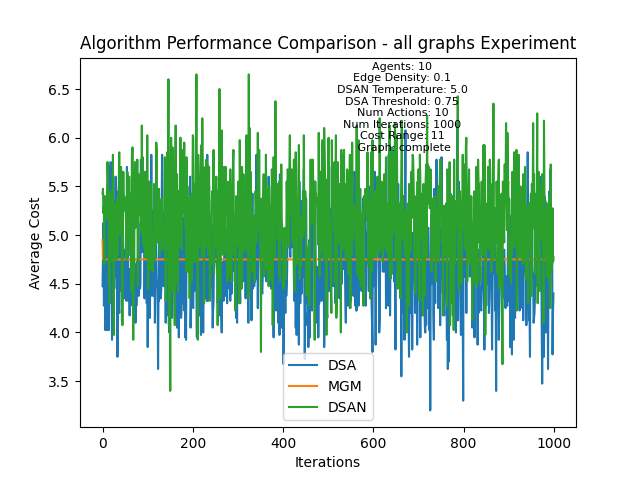 Algorithm Performance Comparison - all graphs Experiment
Agents: 10
Edge Density: 0.1
DSAN Temperature: 5.0
DSA Threshold: 0.75
Num Actions: 10
Num Iterations: 1000
Cost Range: 11
Graph: complete
6.5
6.0
5.5
5.0
4.5
4.0
3.5
Average Cost
DSA
MGM
DSAN
0
200
400
600
800
1000
Iterations